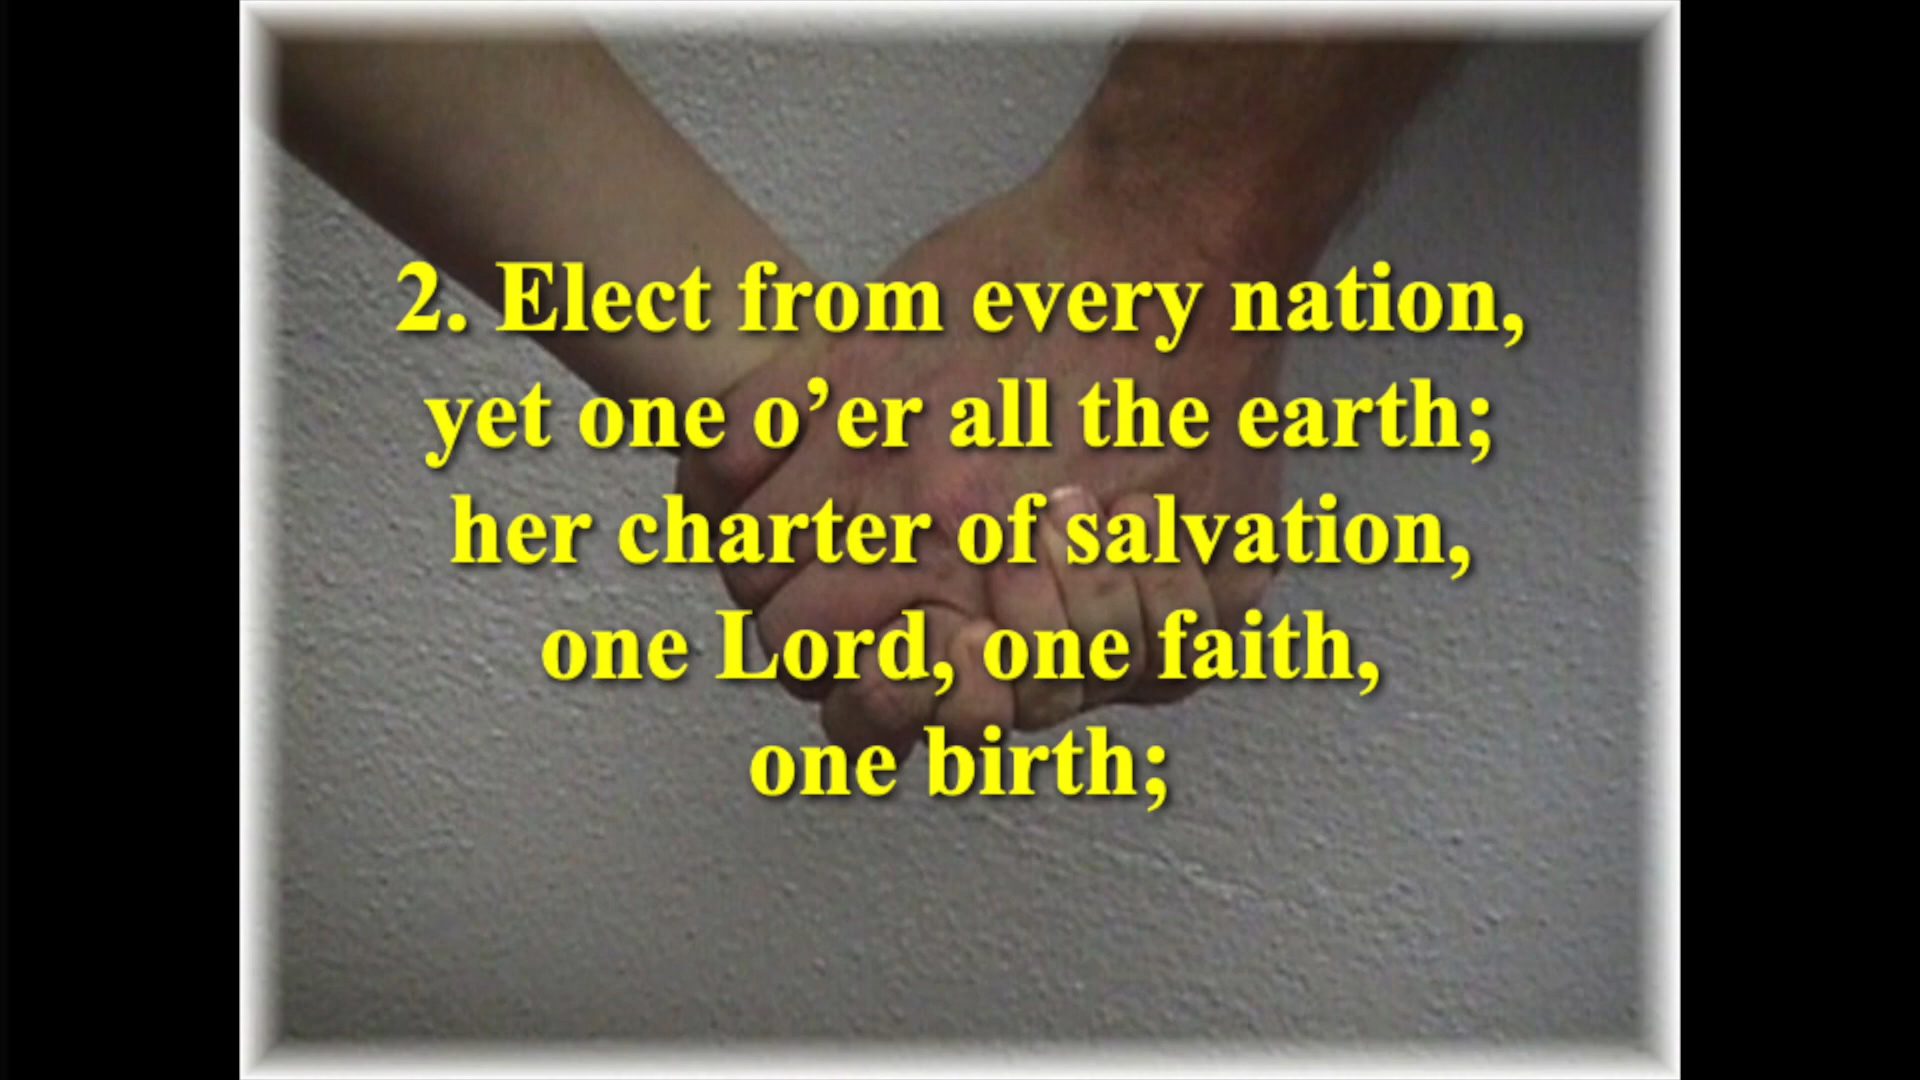 2. Elect from every nation,
yet one o’er all the earth;
her charter of salvation,
one Lord, one faith,
one birth;